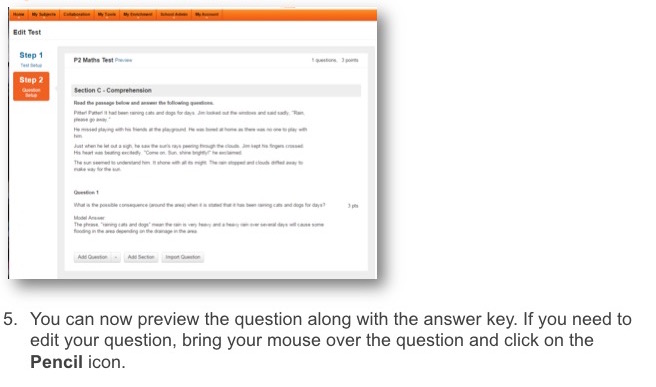 Home My Subjects Collaboration My Tools My Enrichment School Admin My Account
Edit Test
Step 1
Test Setup
Step 2
Question
Setup
P2 Maths Test Preview
1 questions, 3 points
Section C - Comprehension
Read the passage below and answer the following questions.
Pitter! Patter! It had been raining cats and dogs for days. Jim looked out the windows and said sadly, "Rain,
please go away."
He missed playing with his friends at the playground. He was bored at home as there was no one to play with
him.
Just when he let out a sigh, he saw the sun's rays peering through the clouds. Jim kept his fingers crossed.
His heart was beating excitedly. "Come on, Sun, shine brightly!" he exclaimed.
The sun seemed to understand him. It shone with all its might. The rain stopped and clouds drifted away to
make way for the sun.
Question 1
What is the possible consequence (around the area) when it is stated that it has been raining cats and dogs for days?
3 pts
Model Answer:
The phrase, "raining cats and dogs" mean the rain is very heavy and a heavy rain over several days will cause some
flooding in the area depending on the drainage in the area
Add Question Add Section Import Question
5. You can now preview the question along with the answer key. If you need to
edit your question, bring your mouse over the question and click on the
Pencil icon.